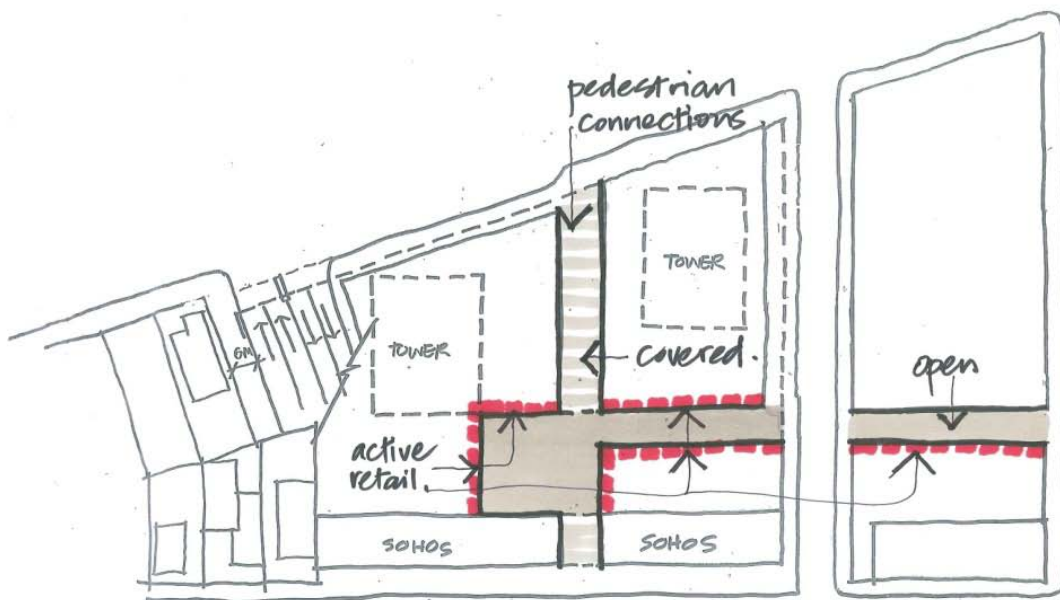 pedestrian
connections
TOWER
6M
TOWER
covered.
open
active
retail.
SOHOS
SOHOS